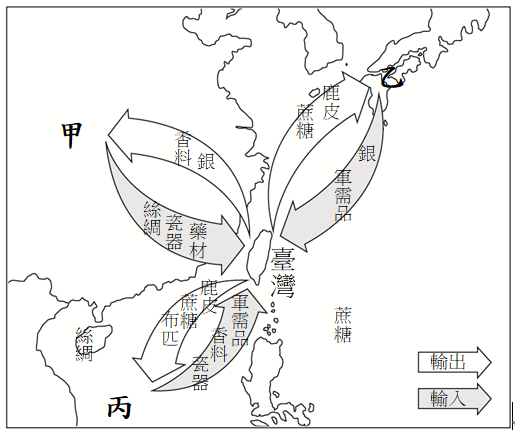 甲
乙
丙
臺灣
香料
銀
絲綢
瓷器
藥材
鹿皮
蔗糖
銀
軍需品
鹿皮
蔗糖
布匹
軍需品
香料
瓷器
絲綢
蔗糖
輸出
輸入